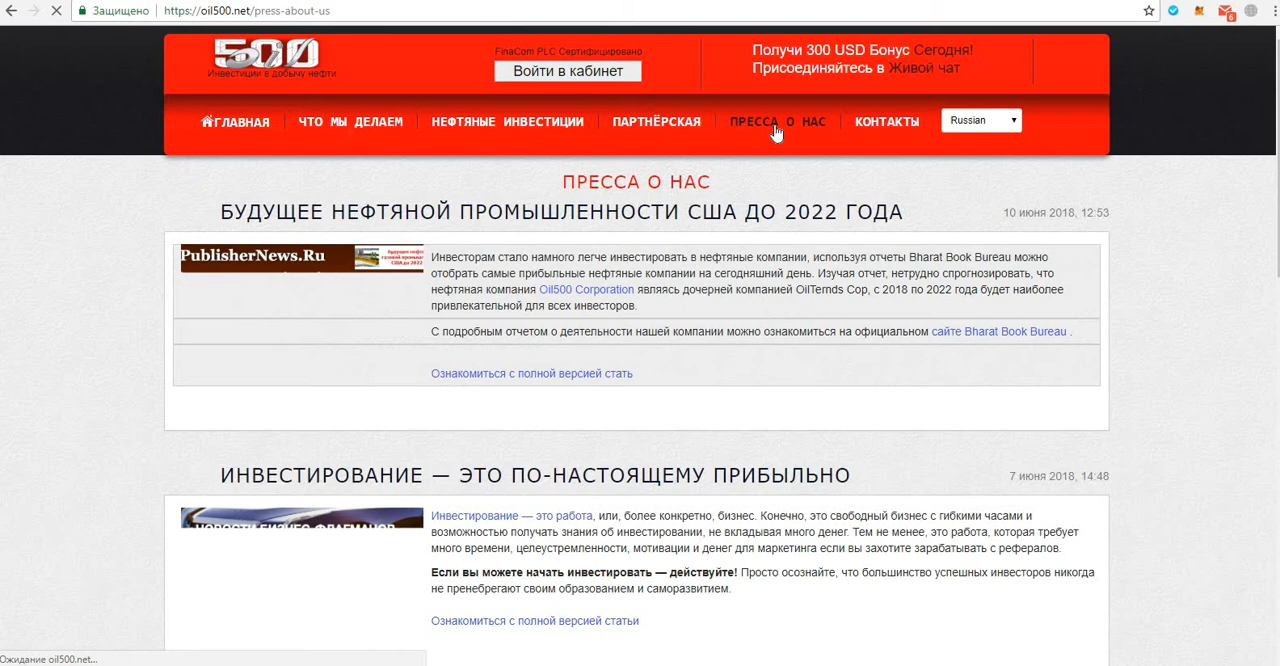 Защищено
https://oil500.net/press-about-us
6
500
Инвестиции в добычу нефти
FinaCom PLC Сертифицировано
Войти в кабинет
Получи 300 USD Бонус Сегодня!
Присоединяйтесь в Живой чат
ГЛАВНАЯ
ЧТО МЫ ДЕЛАЕМ
НЕФТЯНЫЕ ИНВЕСТИЦИИ
ПАРТНЁРСКАЯ
ПРЕССА О НАС
КОНТАКТЫ
Russian
ПРЕССА О НАС
БУДУЩЕЕ НЕФТЯНОЙ ПРОМЫШЛЕННОСТИ США ДО 2022 ГОДА
10 июня 2018, 12:53
PublisherNews.Ru
Инвесторам стало намного легче инвестировать в нефтяные компании, используя отчеты Bharat Book Bureau можно
отобрать самые прибыльные нефтяные компании на сегодняшний день. Изучая отчет, нетрудно спрогнозировать, что
нефтяная компания Oil500 Corporation являясь дочерней компанией OilTernds Cop, с 2018 по 2022 года будет наиболее
привлекательной для всех инвесторов.
С подробным отчетом о деятельности нашей компании можно ознакомиться на официальном сайте Bharat Book Bureau .
Ознакомиться с полной версией стать
ИНВЕСТИРОВАНИЕ — ЭТО ПО-НАСТОЯЩЕМУ ПРИБЫЛЬНО
7 июня 2018, 14:48
НОВОСТИ БИЗНЕС-ФЛАГМАНОВ
Инвестирование — это работа, или, более конкретно, бизнес. Конечно, это свободный бизнес с гибкими часами и
возможностью получать знания об инвестировании, не вкладывая много денег. Тем не менее, это работа, которая требует
много времени, целеустремленности, мотивации и денег для маркетинга если вы захотите зарабатывать с рефералов.
Если вы можете начать инвестировать — действуйте! Просто осознайте, что большинство успешных инвесторов никогда
не пренебрегают своим образованием и саморазвитием.
Ознакомиться с полной версией статьи
Ожидание oil500.net...